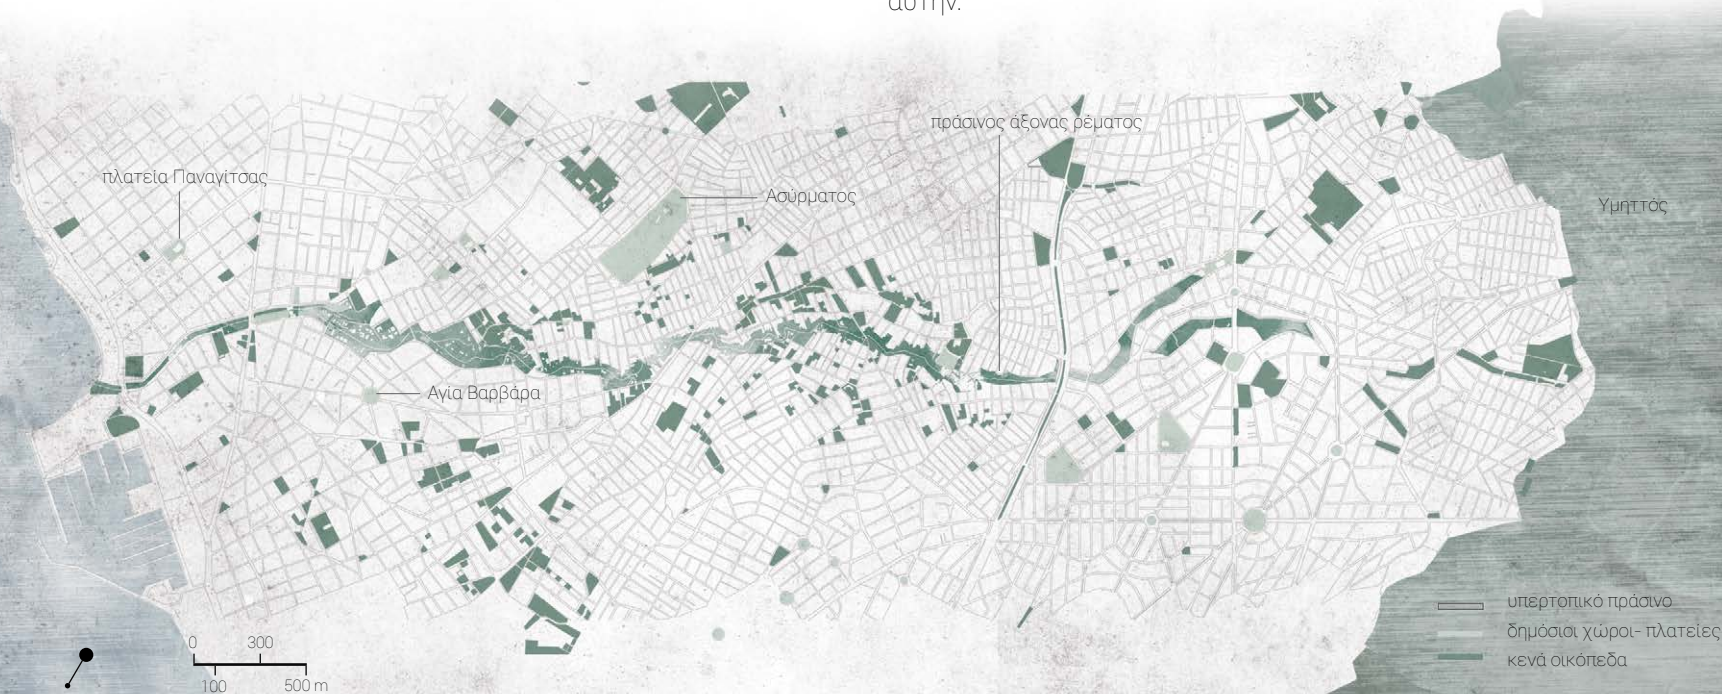 αυτήν.
πράσινος άξονας ρέματος
πλατεία Παναγίτσας
Ασύρματος
Υμηττός
Αγία Βαρβάρα
υπερτοπικό πράσινο
δημόσιοι χώροι- πλατείες
κενά οικόπεδα
0 300
100 500 m